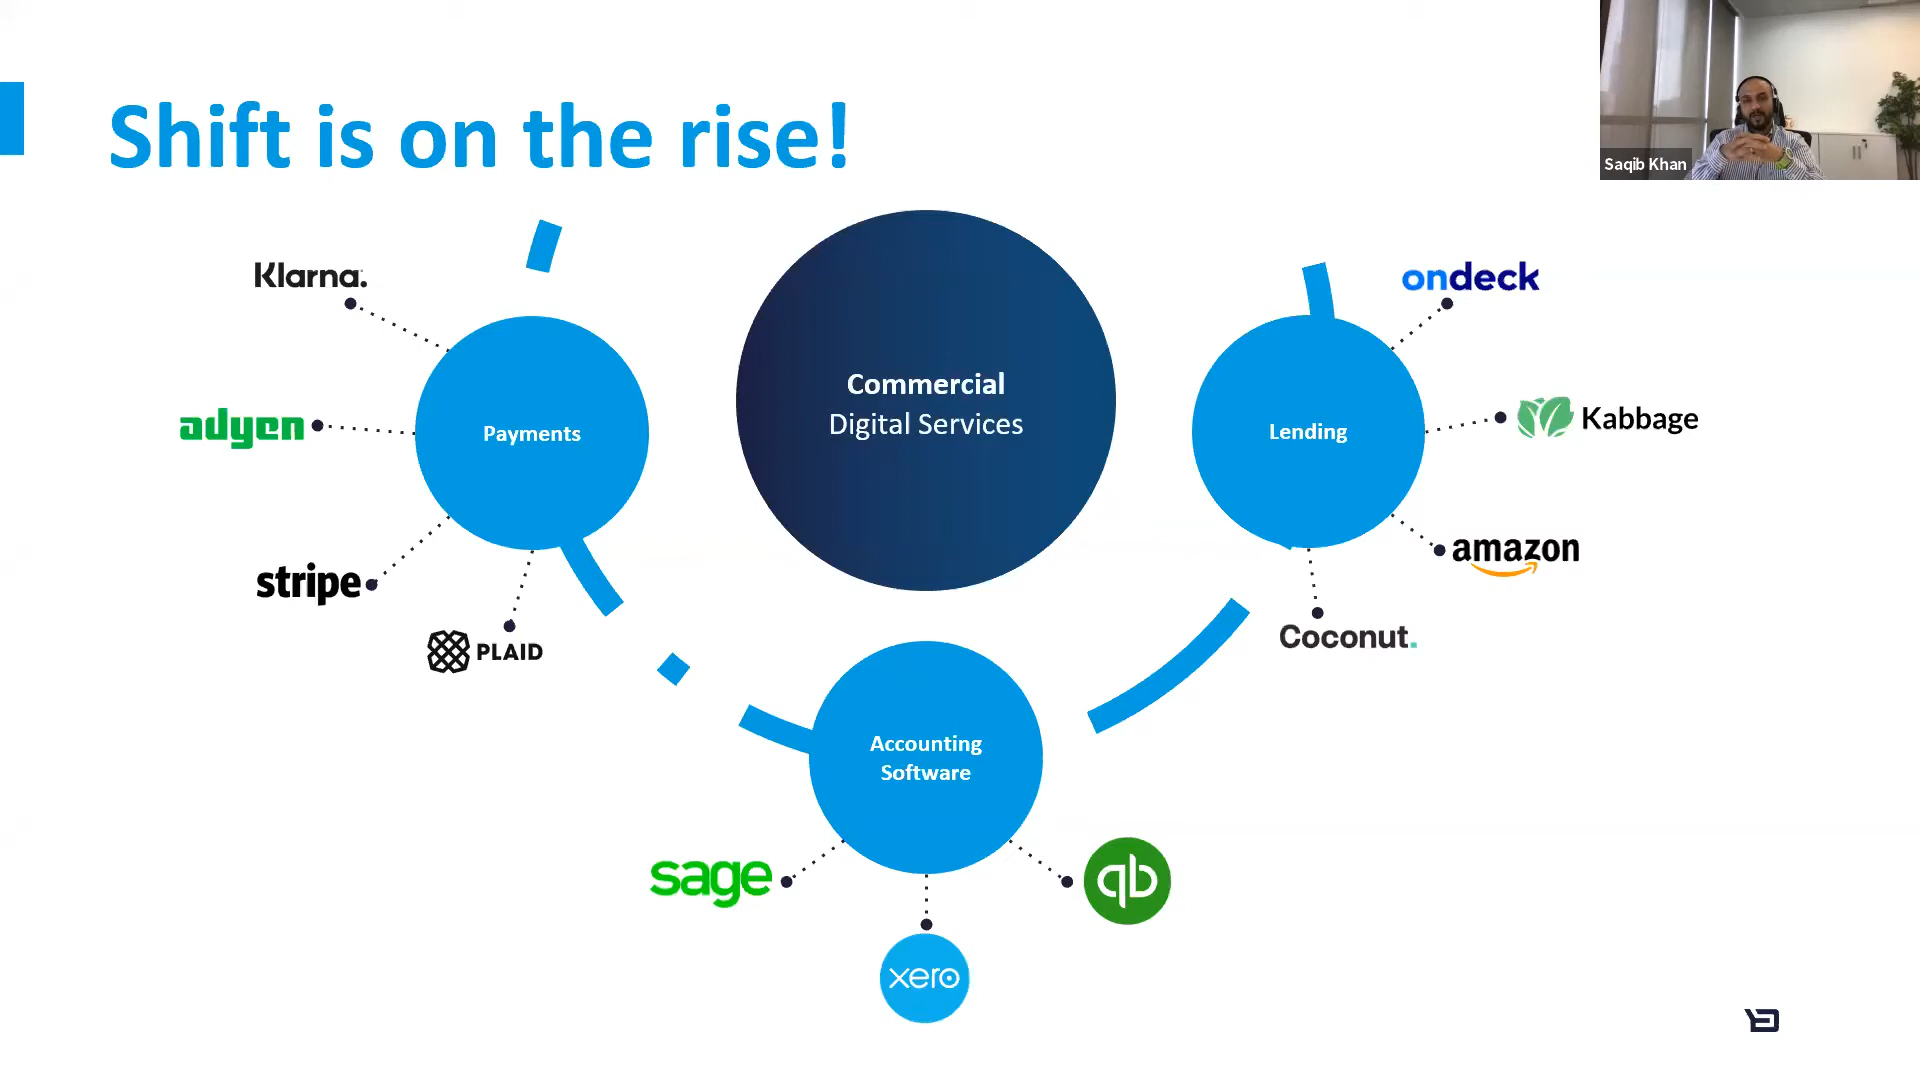 Shift is on the rise!
Saqib Khan
Klarna.
adyen
stripe
PLAID
Payments
Commercial
Digital Services
Lending
ondeck
Kabbage
amazon
Coconut.
Accounting
Software
sage
xero
qb